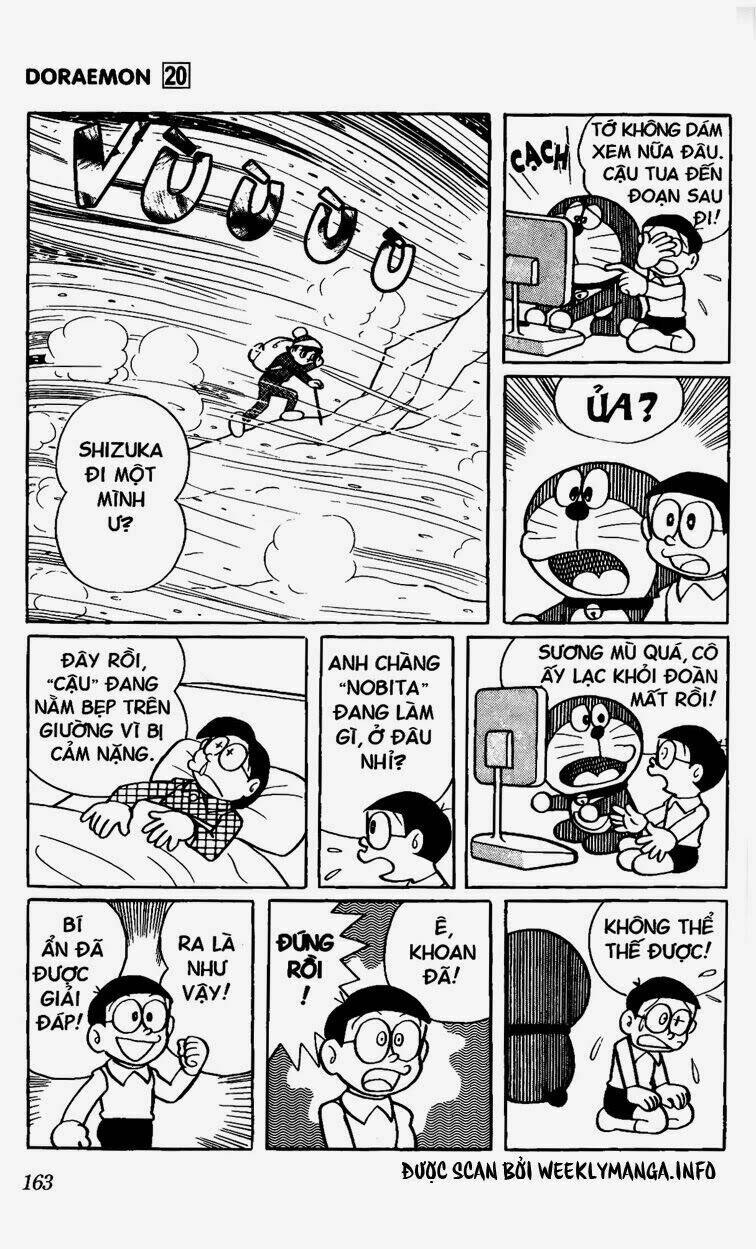 DORAEMON 20
CẠCH
TỚ KHÔNG DÁM
XEM NỮA ĐÂU.
CẬU TUA ĐẾN
ĐOẠN SAU
ĐI!
ỦA?
VÙÙÙÙ
SHIZUKA
ĐI MỘT
MÌNH
Ư?
SƯƠNG MÙ QUÁ, CÔ
ẤY LẠC KHỎI ĐOÀN
MẤT RỒI!
ANH CHÀNG
“NOBITA”
ĐANG LÀM
GÌ, Ở ĐÂU
NHỈ?
ĐÂY RỒI,
“CẬU” ĐANG
NẰM BẸP TRÊN
GIƯỜNG VÌ BỊ
CẢM NẶNG.
KHÔNG THỂ
THẾ ĐƯỢC!
Ê,
KHOAN
ĐÃ!
ĐÚNG
RỒI
!
RA LÀ
NHƯ
VẬY!
BÍ
ẨN ĐÃ
ĐƯỢC
GIẢI
ĐÁP!
163
ĐƯỢC SCAN BỞI WEEKLYMANGA.INFO